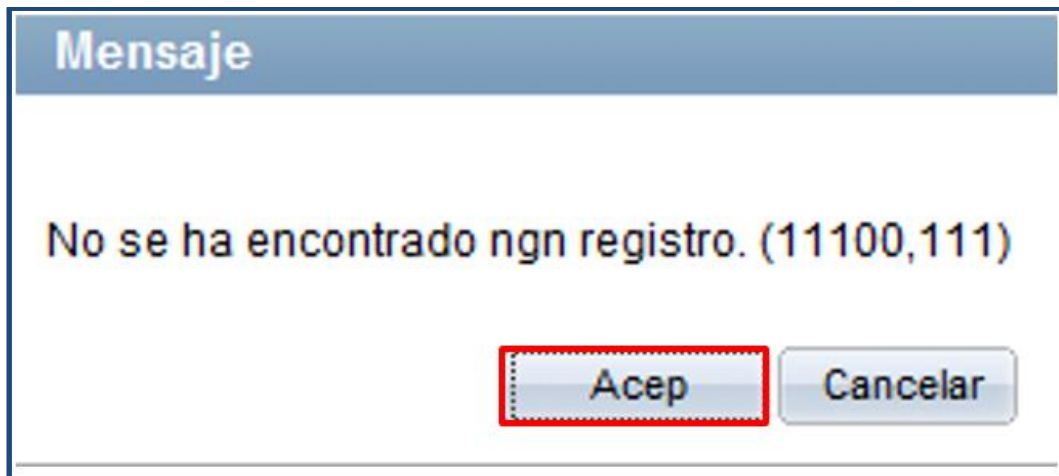 Mensaje
No se ha encontrado ngn registro. (11100,111)
Acep Cancelar